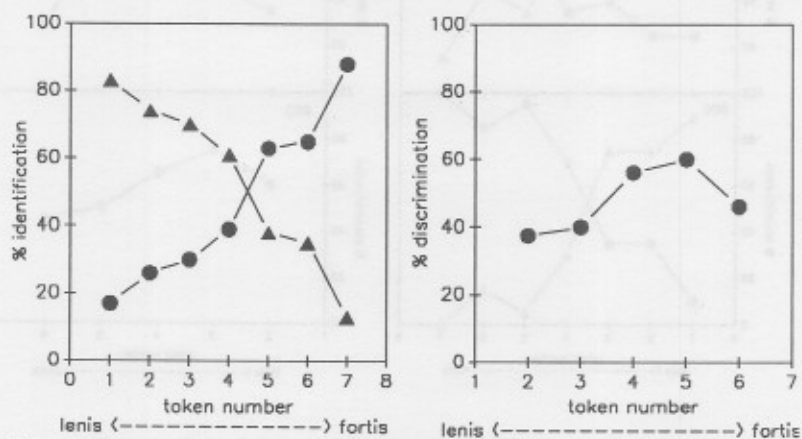 100
80
60
40
20
0
% identification
0 1 2 3 4 5 6 7 8
token number
lenis <------------> fortis
100
80
60
40
20
0
% discrimination
1 2 3 4 5 6 7
token number
lenis <------------> fortis